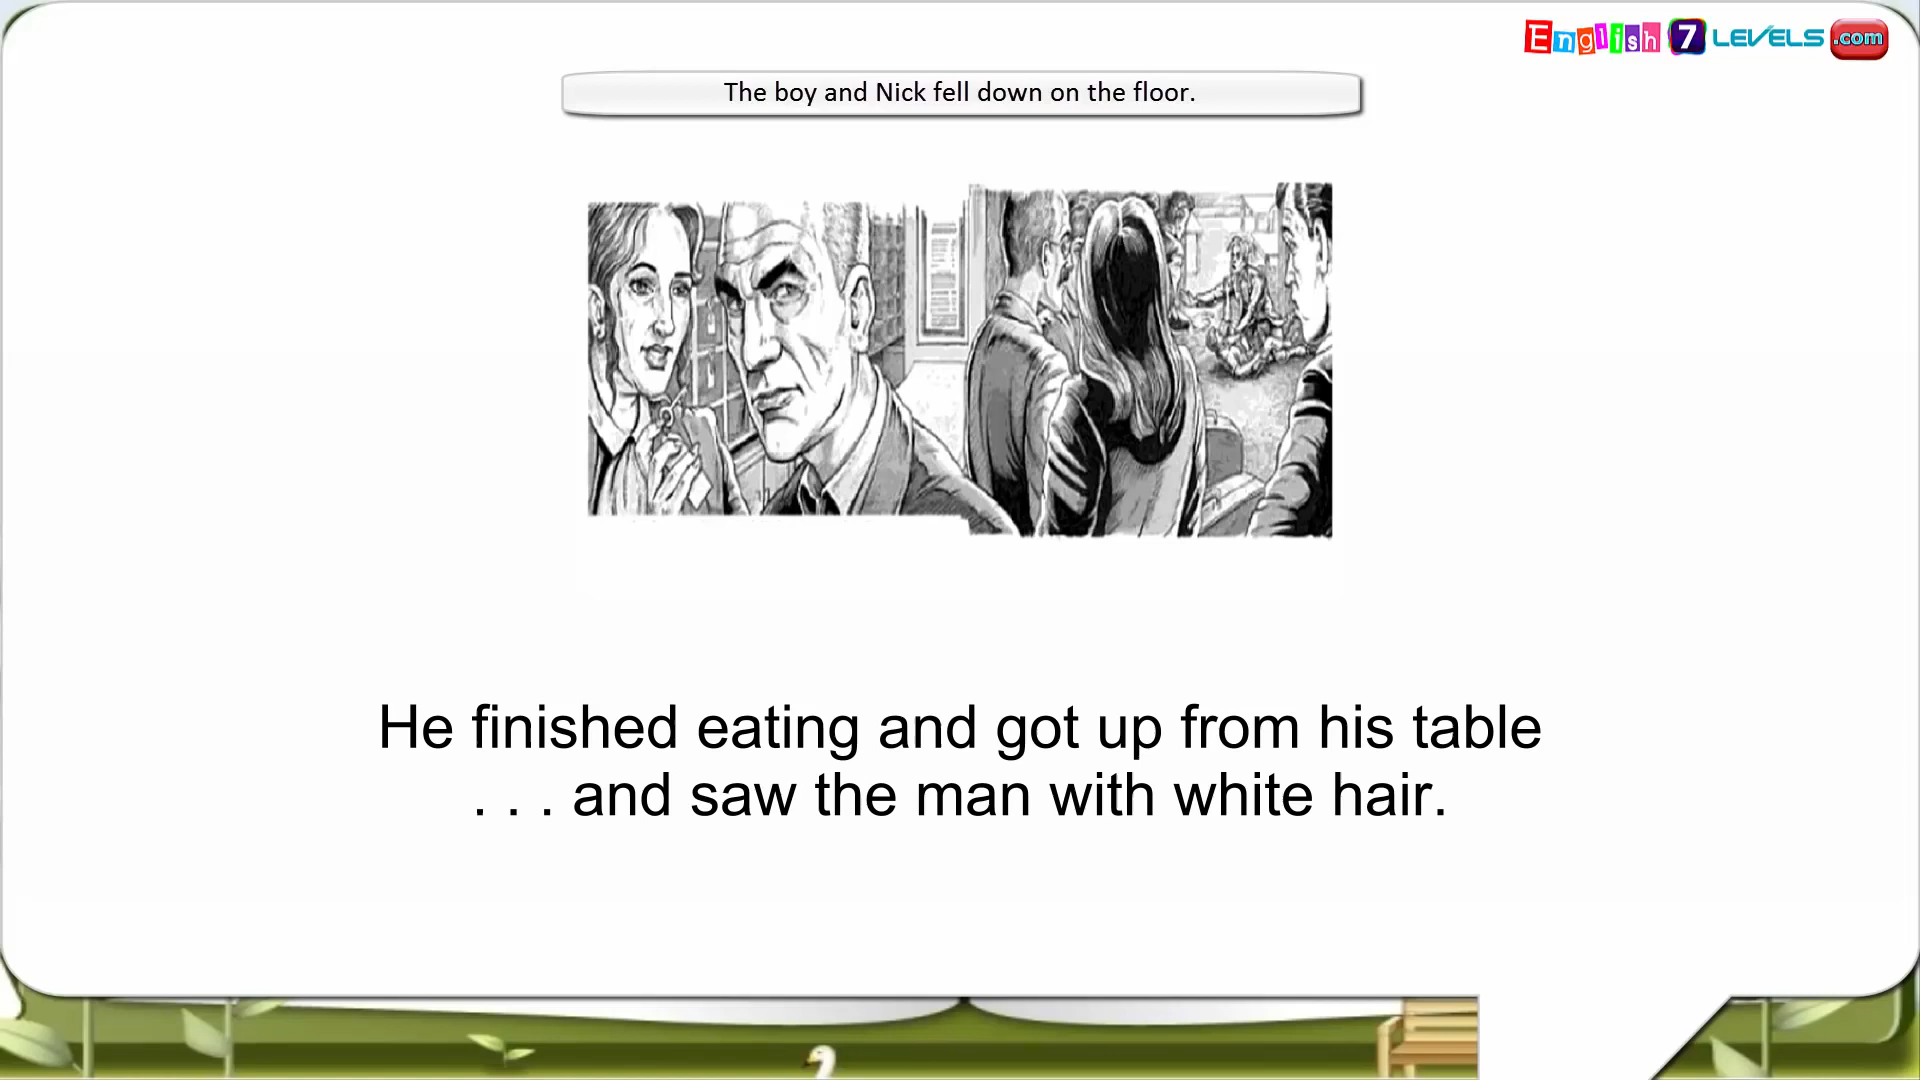 English 7 LEVELS .com
The boy and Nick fell down on the floor.
He finished eating and got up from his table
. . . and saw the man with white hair.